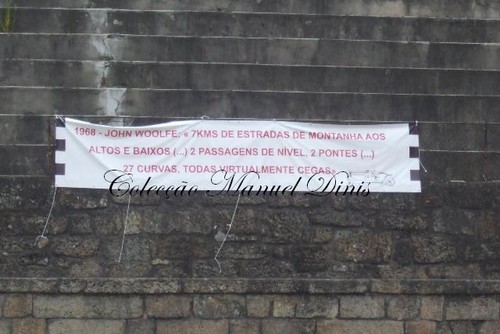 1968 - JOHN WOOLFE: « 7KMS DE ESTRADAS DE MONTANHA AOS
ALTOS E BAIXOS (...) 2 PASSAGENS DE NÍVEL, 2 PONTES (...)
27 CURVAS, TODAS VIRTUALMENTE CEGAS»
Colecção Manuel Dinis